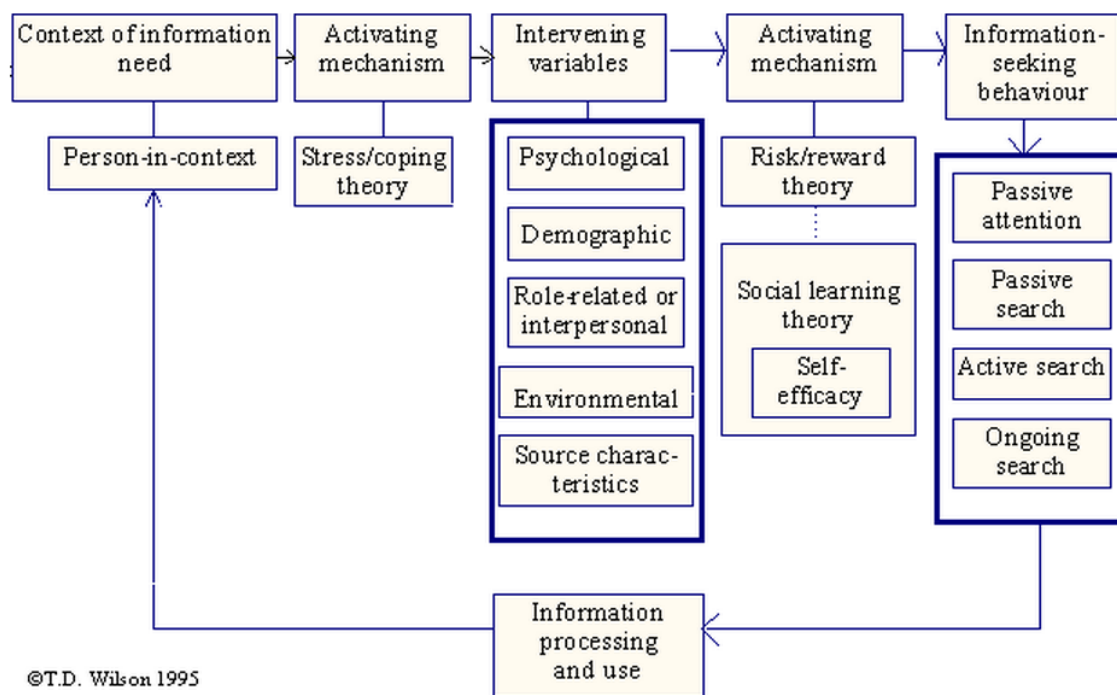 Context of information
need
Activating
mechanism
Intervening
variables
Activating
mechanism
Information-
seeking
behaviour
Person-in-context
Stress/coping
theory
Psychological
Demographic
Role-related or
interpersonal
Environmental
Source charac-
teristics
Risk/reward
theory
Social learning
theory
Self-
efficacy
Passive
attention
Passive
search
Active search
Ongoing
search
Information
processing
and use
©T.D. Wilson 1995